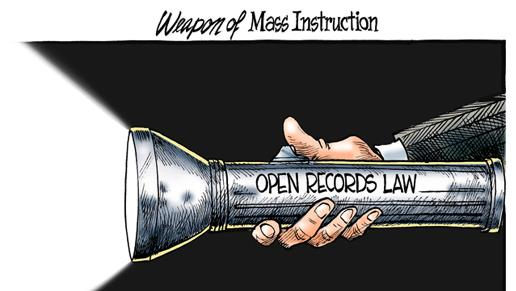 Weapon of Mass Instruction
OPEN RECORDS LAW